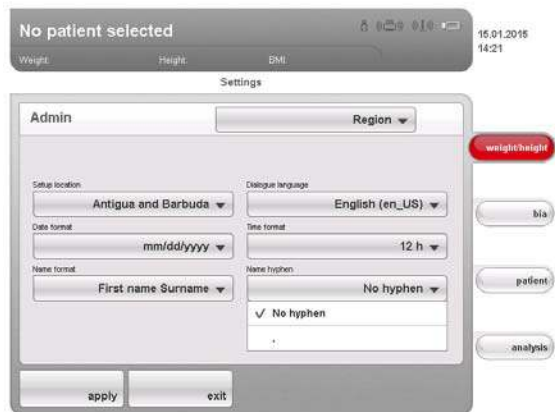 No patient selected
15.01.2015
14:21
Weight: Height: BMI:
Settings
Admin Region
weight/height
Setup location Dialogue language
Antigua and Barbuda English (en_US)
bia
Date format Time format
mm/dd/yyyy 12 h
Name format Name hyphen
First name Surname No hyphen
patient
✓ No hyphen
analysis
apply exit